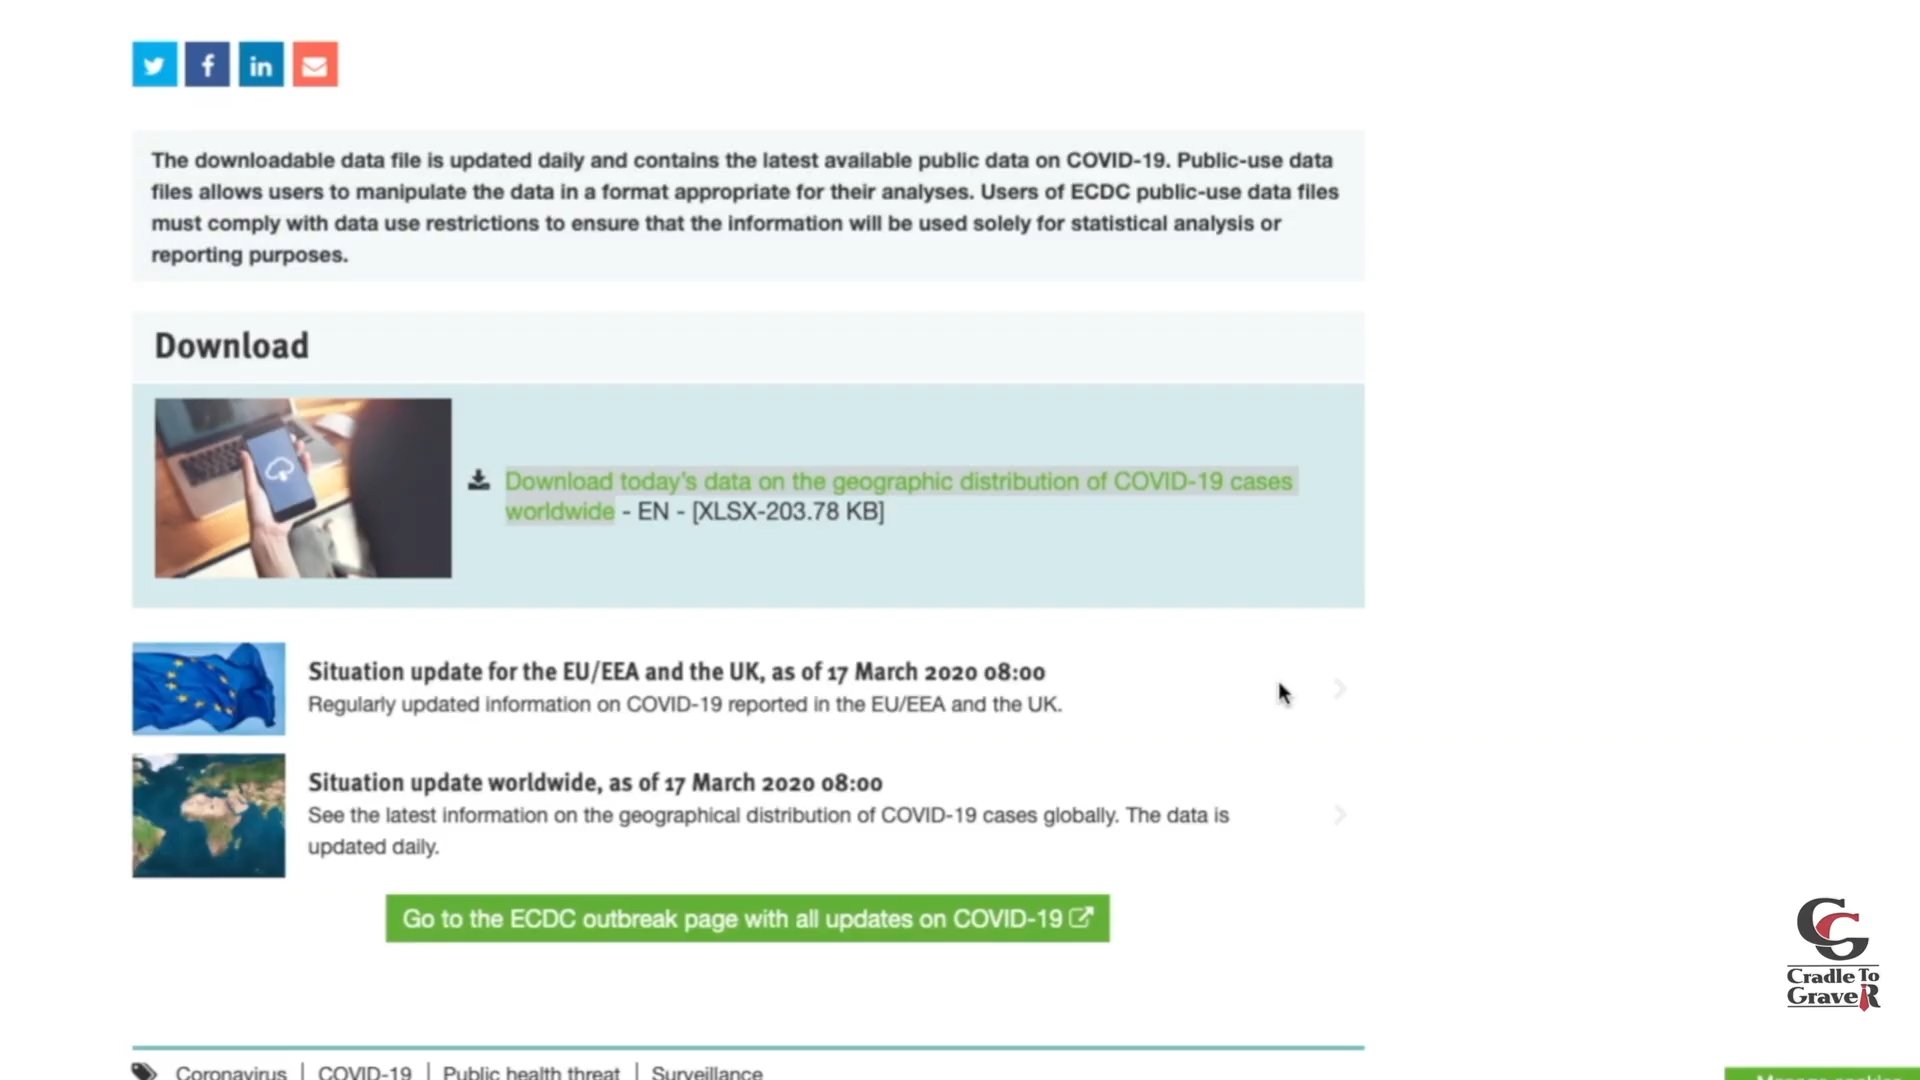 The downloadable data file is updated daily and contains the latest available public data on COVID-19. Public-use data
files allows users to manipulate the data in a format appropriate for their analyses. Users of ECDC public-use data files
must comply with data use restrictions to ensure that the information will be used solely for statistical analysis or
reporting purposes.
Download
Download today's data on the geographic distribution of COVID-19 cases
worldwide - EN - [XLSX-203.78 KB]
Situation update for the EU/EEA and the UK, as of 17 March 2020 08:00
Regularly updated information on COVID-19 reported in the EU/EEA and the UK.
Situation update worldwide, as of 17 March 2020 08:00
See the latest information on the geographical distribution of COVID-19 cases globally. The data is
updated daily.
Go to the ECDC outbreak page with all updates on COVID-19
Cradle To
GraveR
Coronavirus | COVID-19 | Public health threat | Surveillance